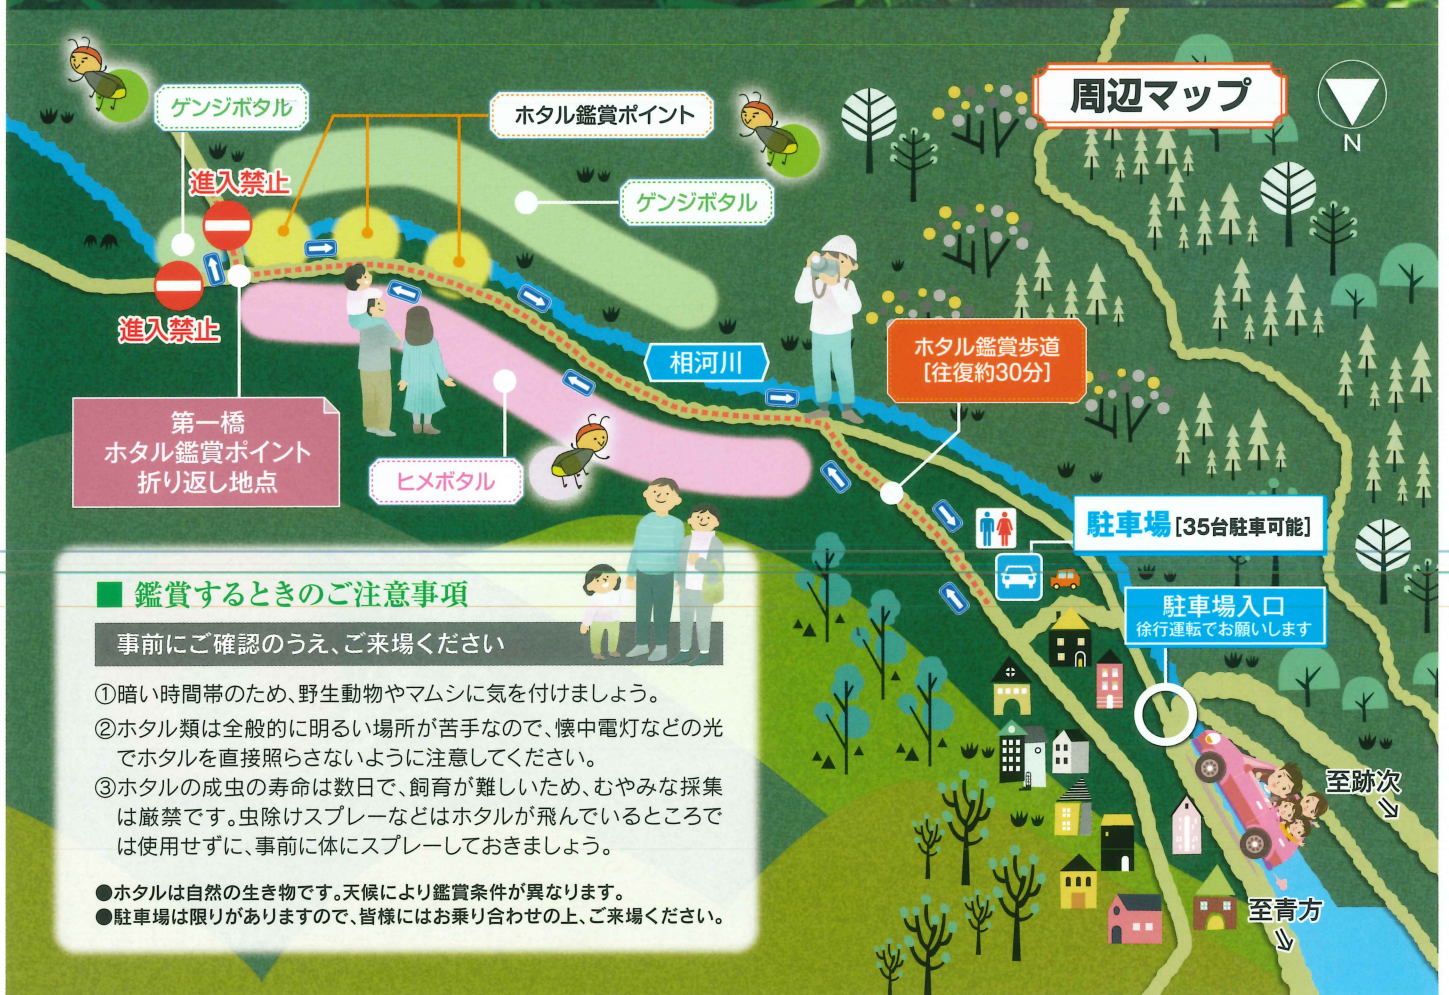 周辺マップ
N
ゲンジボタル
ホタル鑑賞ポイント
ゲンジボタル
進入禁止
進入禁止
相河川
ホタル鑑賞歩道
[往復約30分]
第一橋
ホタル鑑賞ポイント
折り返し地点
ヒメボタル
駐車場[35台駐車可能]
駐車場入口
徐行運転でお願いします
至跡次
至青方
■ 鑑賞するときのご注意事項
事前にご確認のうえ、ご来場ください
①暗い時間帯のため、野生動物やマムシに気を付けましょう。
②ホタル類は全般的に明るい場所が苦手なので、懐中電灯などの光
でホタルを直接照らさないように注意してください。
③ホタルの成虫の寿命は数日で、飼育が難しいため、むやみな採集
は厳禁です。虫除けスプレーなどはホタルが飛んでいるところで
は使用せずに、事前に体にスプレーしておきましょう。
●ホタルは自然の生き物です。天候により鑑賞条件が異なります。
●駐車場は限りがありますので、皆様にはお乗り合わせの上、ご来場ください。